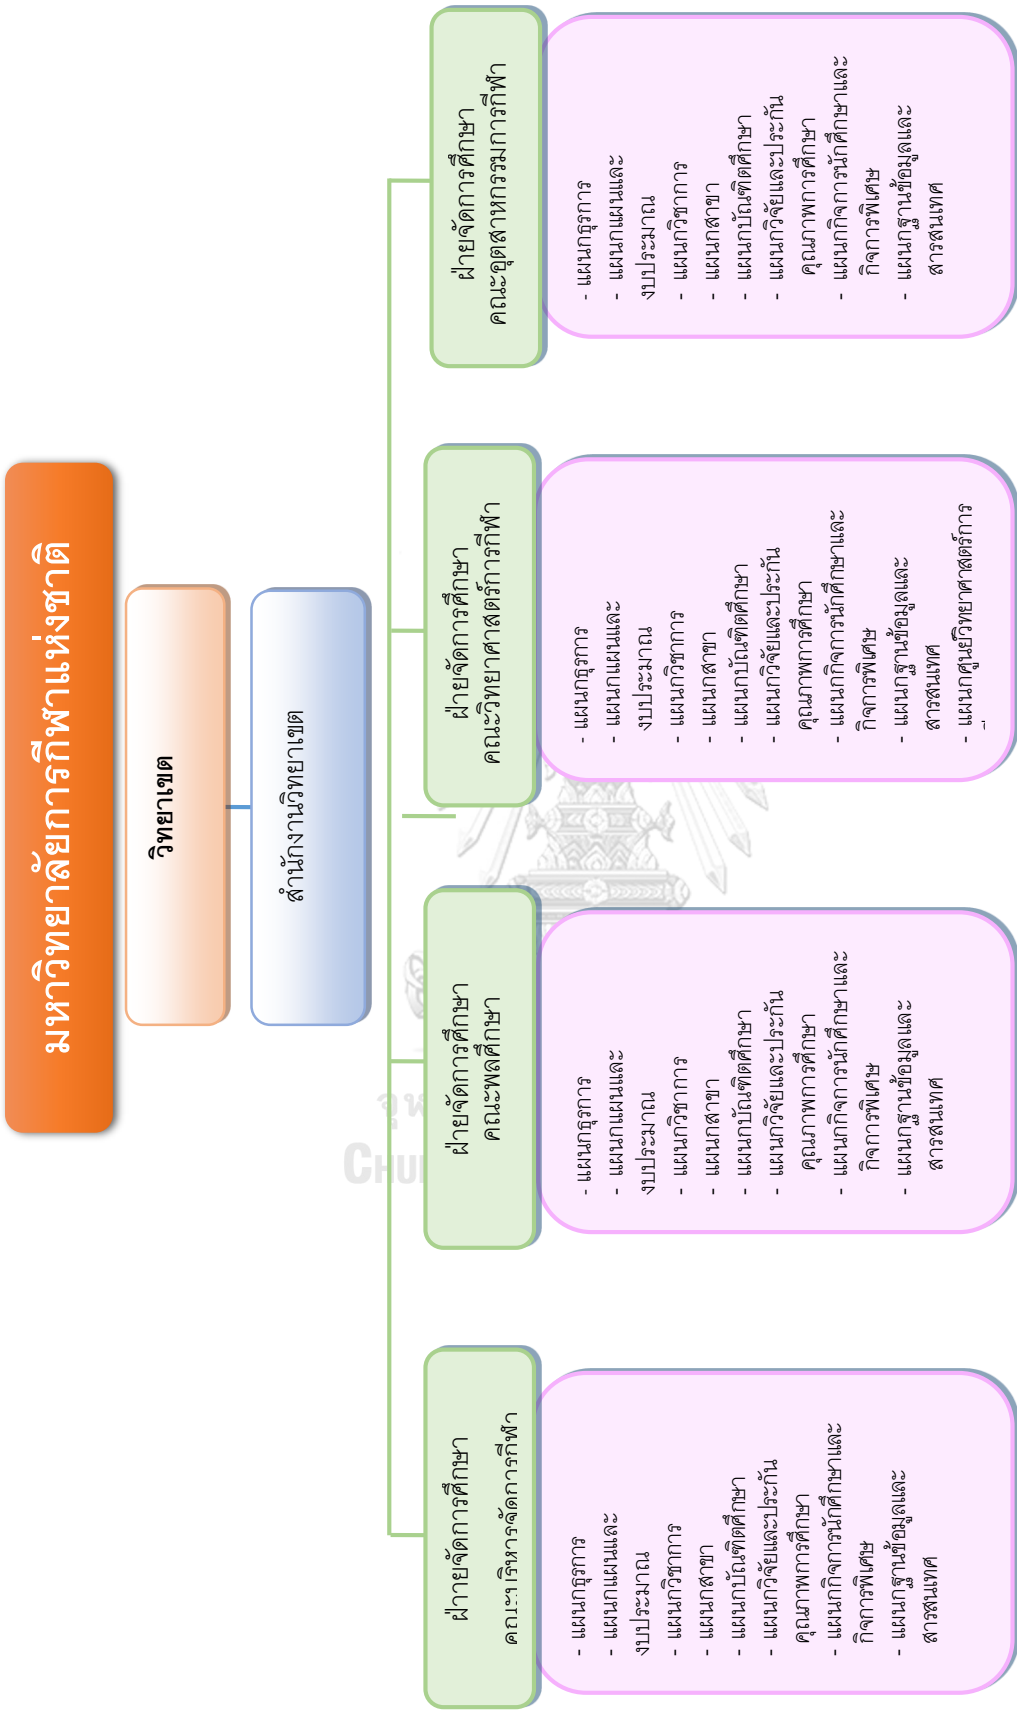 มหาวิทยาลัยการกีฬาแห่งชาติ
วิทยาเขต
สำนักงานวิทยาเขต
ฝ่ายจัดการศึกษา
คณะบริหารจัดการกีฬา
- แผนกธุรการ
- แผนกแผนและ
งบประมาณ
- แผนกวิชาการ
- แผนกสาขา
- แผนกบัณฑิตศึกษา
- แผนกวิจัยและประกัน
คุณภาพการศึกษา
- แผนกกิจการนักศึกษาและ
กิจการพิเศษ
- แผนกฐานข้อมูลและ
สารสนเทศ
ฝ่ายจัดการศึกษา
คณะพลศึกษา
- แผนกธุรการ
- แผนกแผนและ
งบประมาณ
- แผนกวิชาการ
- แผนกสาขา
- แผนกบัณฑิตศึกษา
- แผนกวิจัยและประกัน
คุณภาพการศึกษา
- แผนกกิจการนักศึกษาและ
กิจการพิเศษ
- แผนกฐานข้อมูลและ
สารสนเทศ
ฝ่ายจัดการศึกษา
คณะวิทยาศาสตร์การกีฬา
- แผนกธุรการ
- แผนกแผนและ
งบประมาณ
- แผนกวิชาการ
- แผนกสาขา
- แผนกบัณฑิตศึกษา
- แผนกวิจัยและประกัน
คุณภาพการศึกษา
- แผนกกิจการนักศึกษาและ
กิจการพิเศษ
- แผนกฐานข้อมูลและ
สารสนเทศ
- แผนกศูนย์วิทยาศาสตร์การ
ฝ่ายจัดการศึกษา
คณะอุตสาหกรรมการกีฬา
- แผนกธุรการ
- แผนกแผนและ
งบประมาณ
- แผนกวิชาการ
- แผนกสาขา
- แผนกบัณฑิตศึกษา
- แผนกวิจัยและประกัน
คุณภาพการศึกษา
- แผนกกิจการนักศึกษาและ
กิจการพิเศษ
- แผนกฐานข้อมูลและ
สารสนเทศ